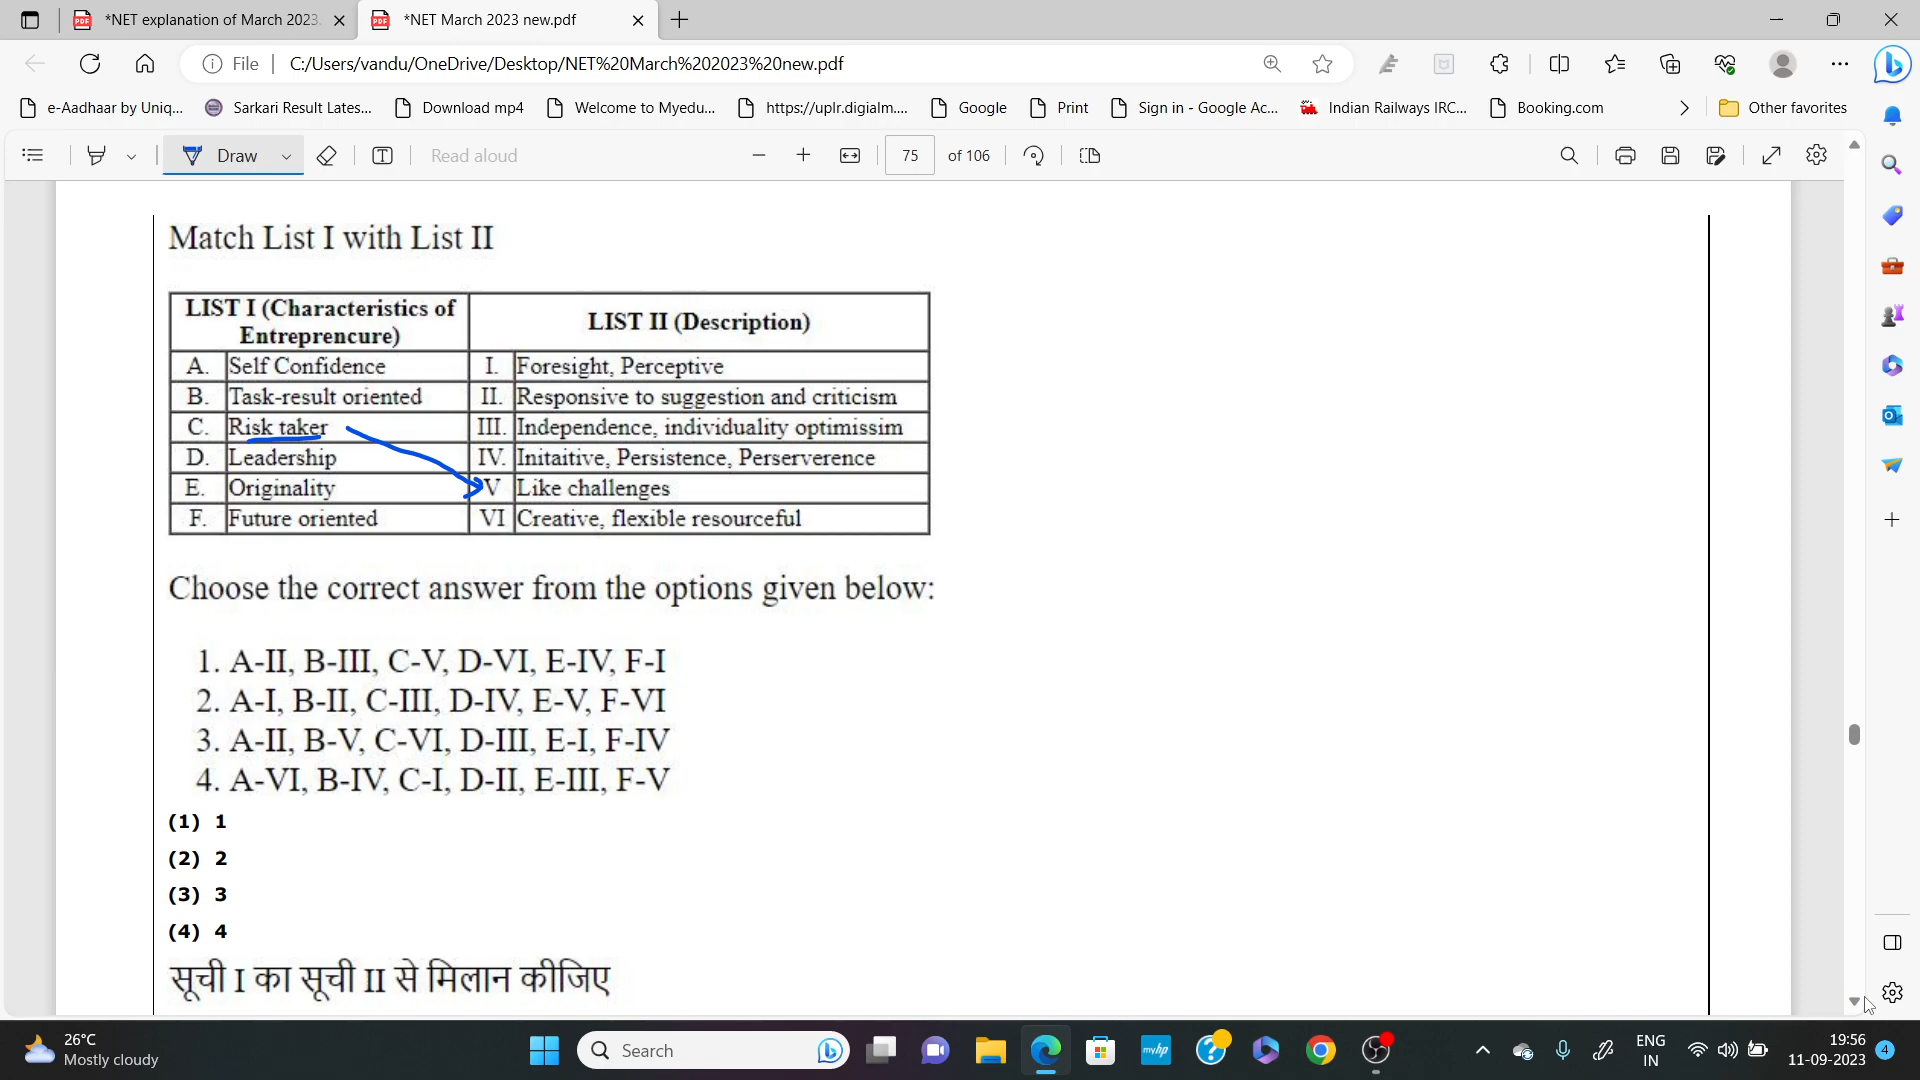 *NET explanation of March 2023.
*NET March 2023 new.pdf
File
C:/Users/vandu/OneDrive/Desktop/NET%20March%202023%20new.pdf
e-Aadhaar by Uniq...
Sarkari Result Lates...
Download mp4
Welcome to Myedu...
https://uplr.digialm....
Google
Print
Sign in - Google Ac...
Indian Railways IRC...
Booking.com
Other favorites
Draw
Read aloud
75
of 106
Match List I with List II
LIST I (Characteristics of Entreprencure)
LIST II (Description)
A. Self Confidence I. Foresight, Perceptive
B. Task-result oriented II. Responsive to suggestion and criticism
C. Risk taker III. Independence, individuality optimissim
D. Leadership IV. Initaitive, Persistence, Perserverence
E. Originality V Like challenges
F. Future oriented VI Creative, flexible resourceful
Choose the correct answer from the options given below:
1. A-II, B-III, C-V, D-VI, E-IV, F-I
2. A-I, B-II, C-III, D-IV, E-V, F-VI
3. A-II, B-V, C-VI, D-III, E-I, F-IV
4. A-VI, B-IV, C-I, D-II, E-III, F-V
(1) 1
(2) 2
(3) 3
(4) 4
सूची I का सूची II से मिलान कीजिए
26°C
Mostly cloudy
Search
myhp
ENG
IN
19:56
11-09-2023
4